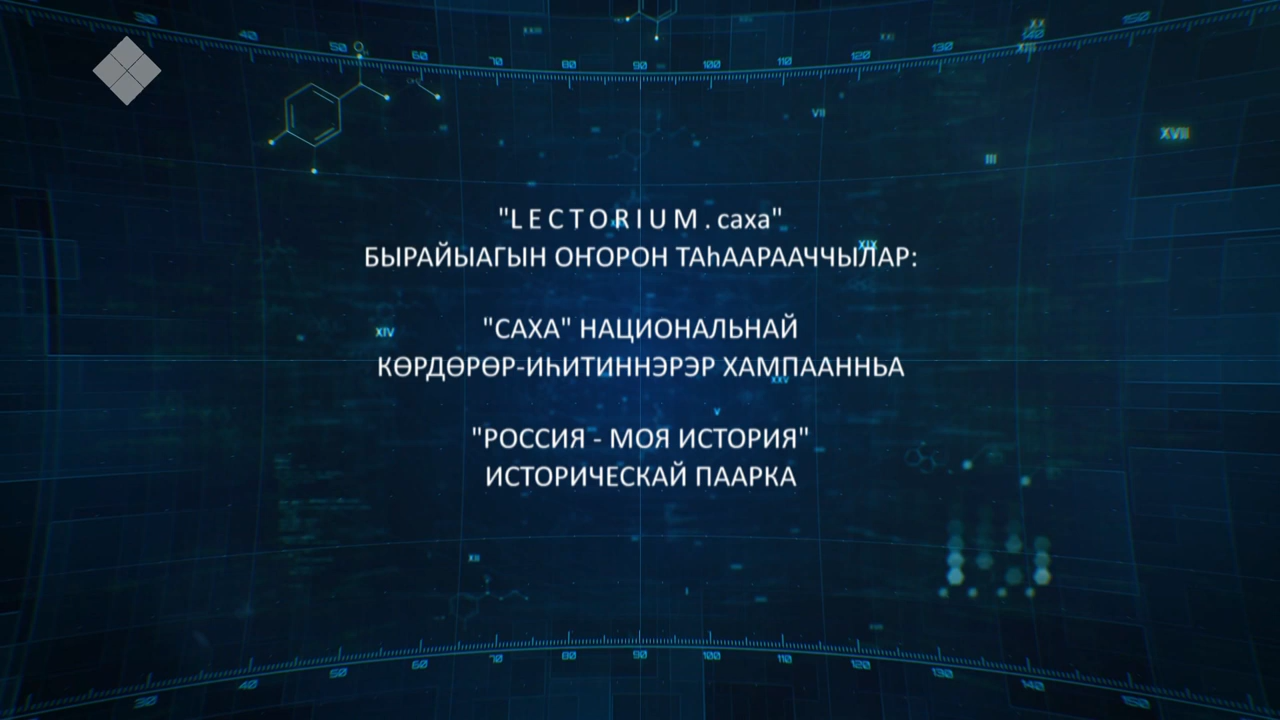 "LECTORIUM.саха"
БЫРАЙЫАГЫН ОҤОРОН ТАһААРААЧЧЫЛАР:
"САХА" НАЦИОНАЛЬНАЙ
КӨРДӨРӨР-ИҺИТИННЭРЭР ХАМПААННЬА
"РОССИЯ - МОЯ ИСТОРИЯ"
ИСТОРИЧЕСКАЙ ПААРКА